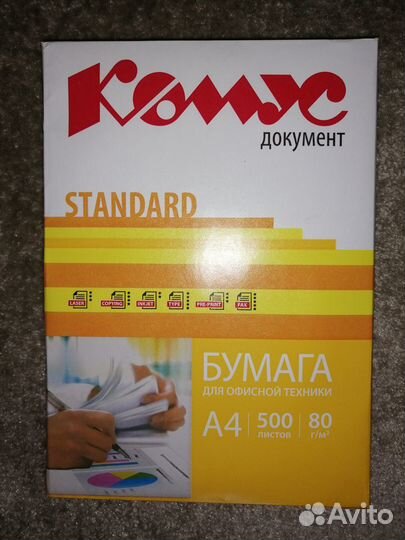 Комус
документ
STANDARD
LASER COPYING INKJET TYPE PRE-PRINT FAX
БУМАГА
ДЛЯ ОФИСНОЙ ТЕХНИКИ
А4 500 листов 80 г/м²
Avito